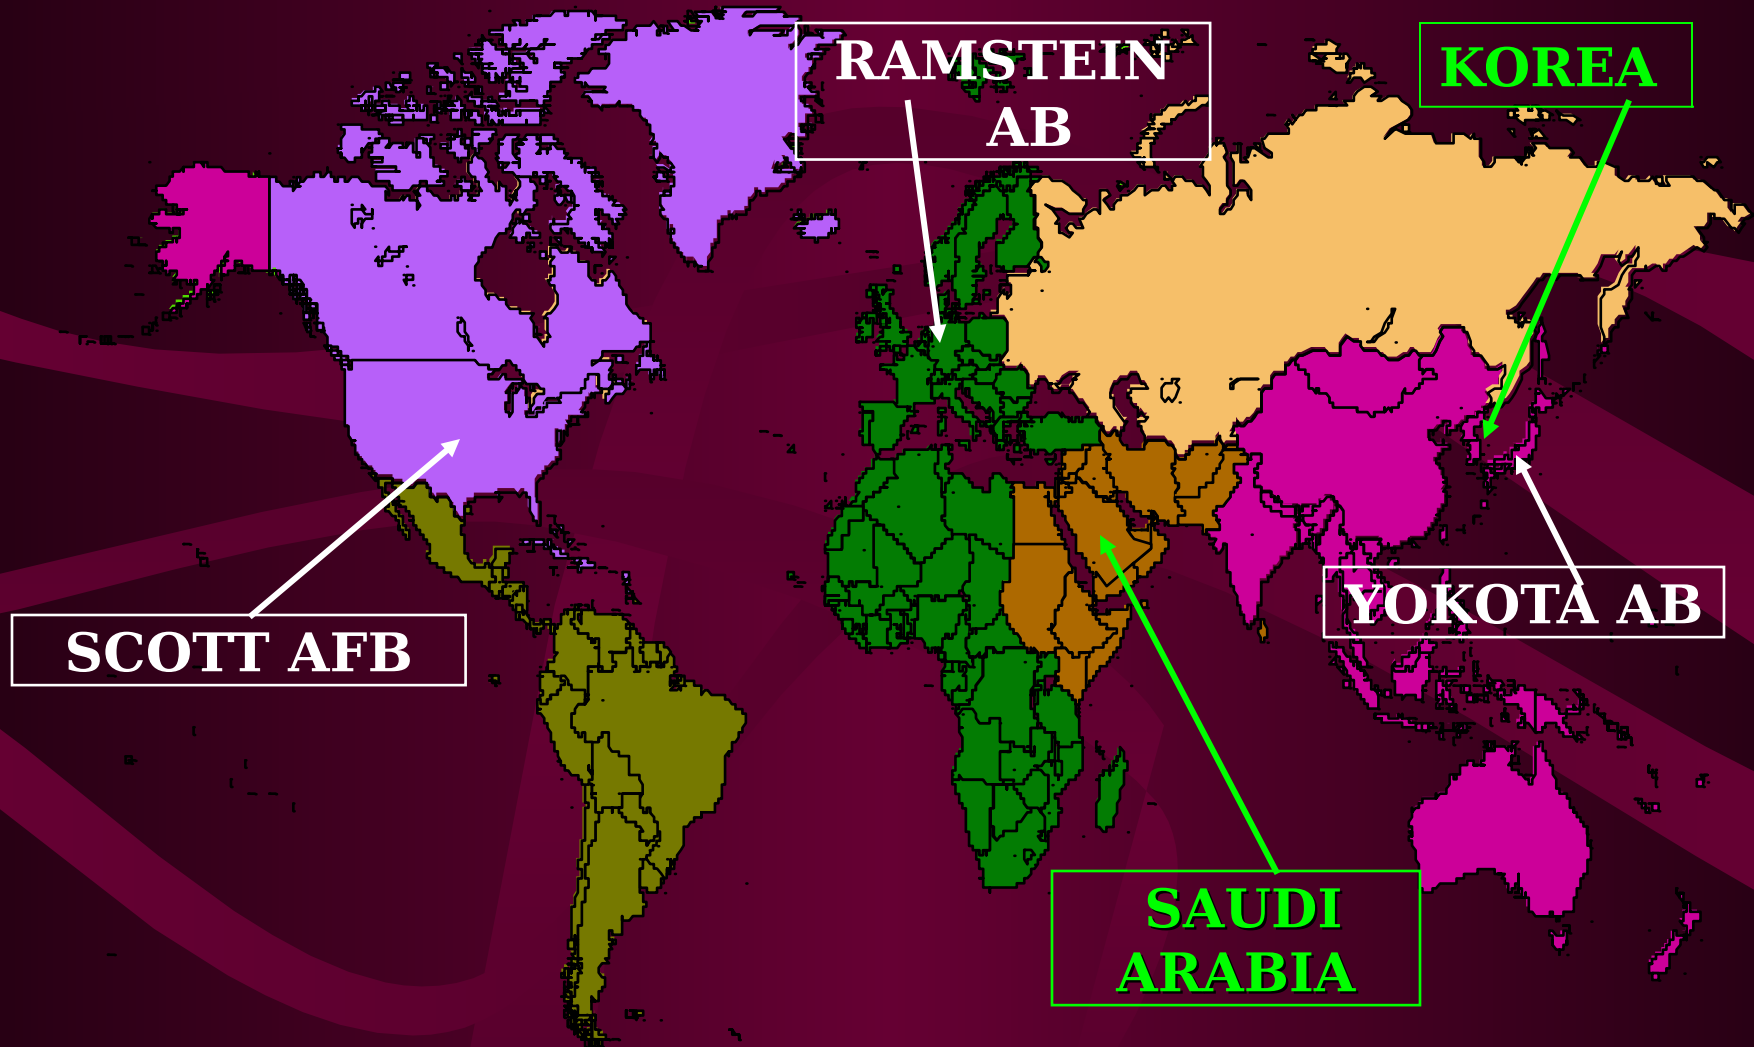 RAMSTEIN
AB
KOREA
SCOTT AFB
YOKOTA AB
SAUDI
ARABIA